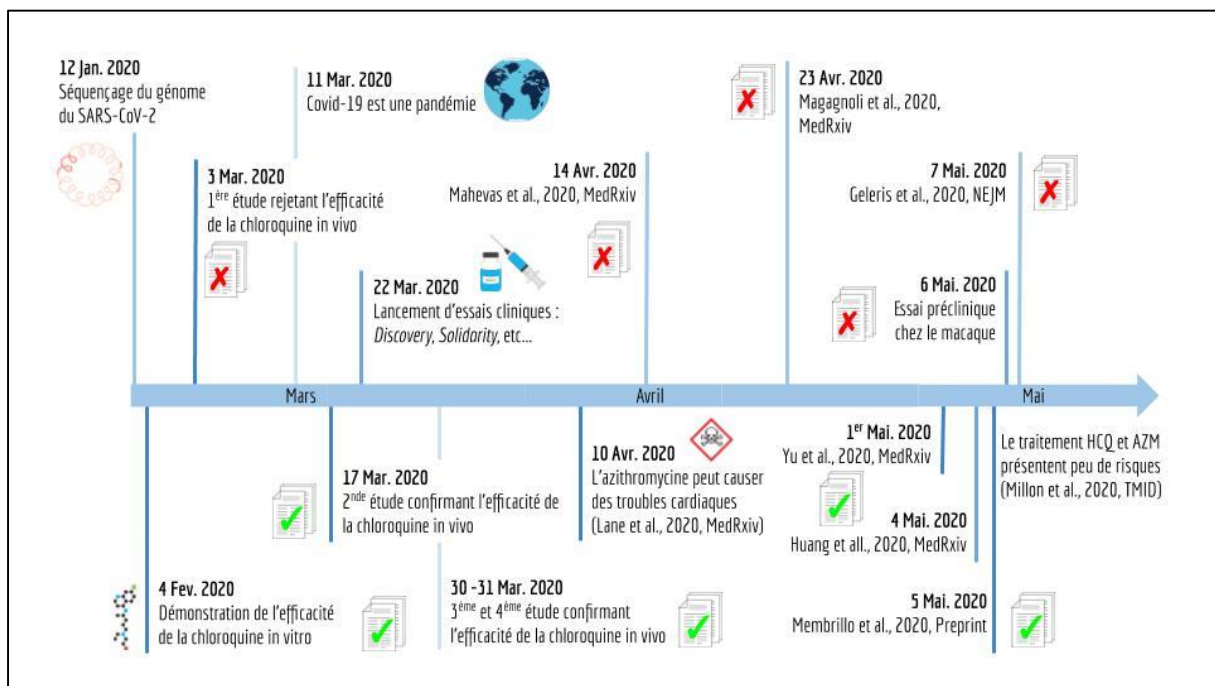 12 Jan. 2020
Séquençage du génome
du SARS-CoV-2
11 Mar. 2020
Covid-19 est une pandémie
23 Avr. 2020
Magagnoli et al., 2020,
MedRxiv
3 Mar. 2020
1ère étude rejetant l'efficacité
de la chloroquine in vivo
14 Avr. 2020
Mahevas et al., 2020, MedRxiv
7 Mai. 2020
Geleris et al., 2020, NEJM
22 Mar. 2020
Lancement d'essais cliniques :
Discovery, Solidarity, etc...
6 Mai. 2020
Essai préclinique
chez le macaque
Mars
Avril
Mai
17 Mar. 2020
2nde étude confirmant l'efficacité de
la chloroquine in vivo
10 Avr. 2020
L'azithromycine peut causer
des troubles cardiaques
(Lane et al., 2020, MedRxiv)
1er Mai. 2020
Yu et al., 2020, MedRxiv
Le traitement HCQ et AZM
présentent peu de risques
(Millon et al., 2020, TMID)
4 Mai. 2020
Huang et all., 2020, MedRxiv
4 Fev. 2020
Démonstration de l'efficacité
de la chloroquine in vitro
30 -31 Mar. 2020
3ème et 4ème étude confirmant
l'efficacité de la chloroquine in vivo
5 Mai. 2020
Membrillo et al., 2020, Preprint